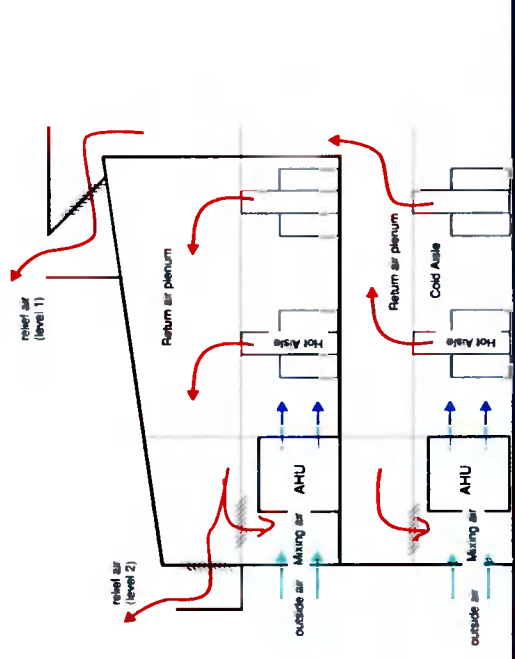 relief air
(level 1)
Return air plenum
Hot Aisle
AHU
Mixing air
outside air
relief air
(level 2)
Return air plenum
Cold Aisle
Hot Aisle
AHU
Mixing air
outside air